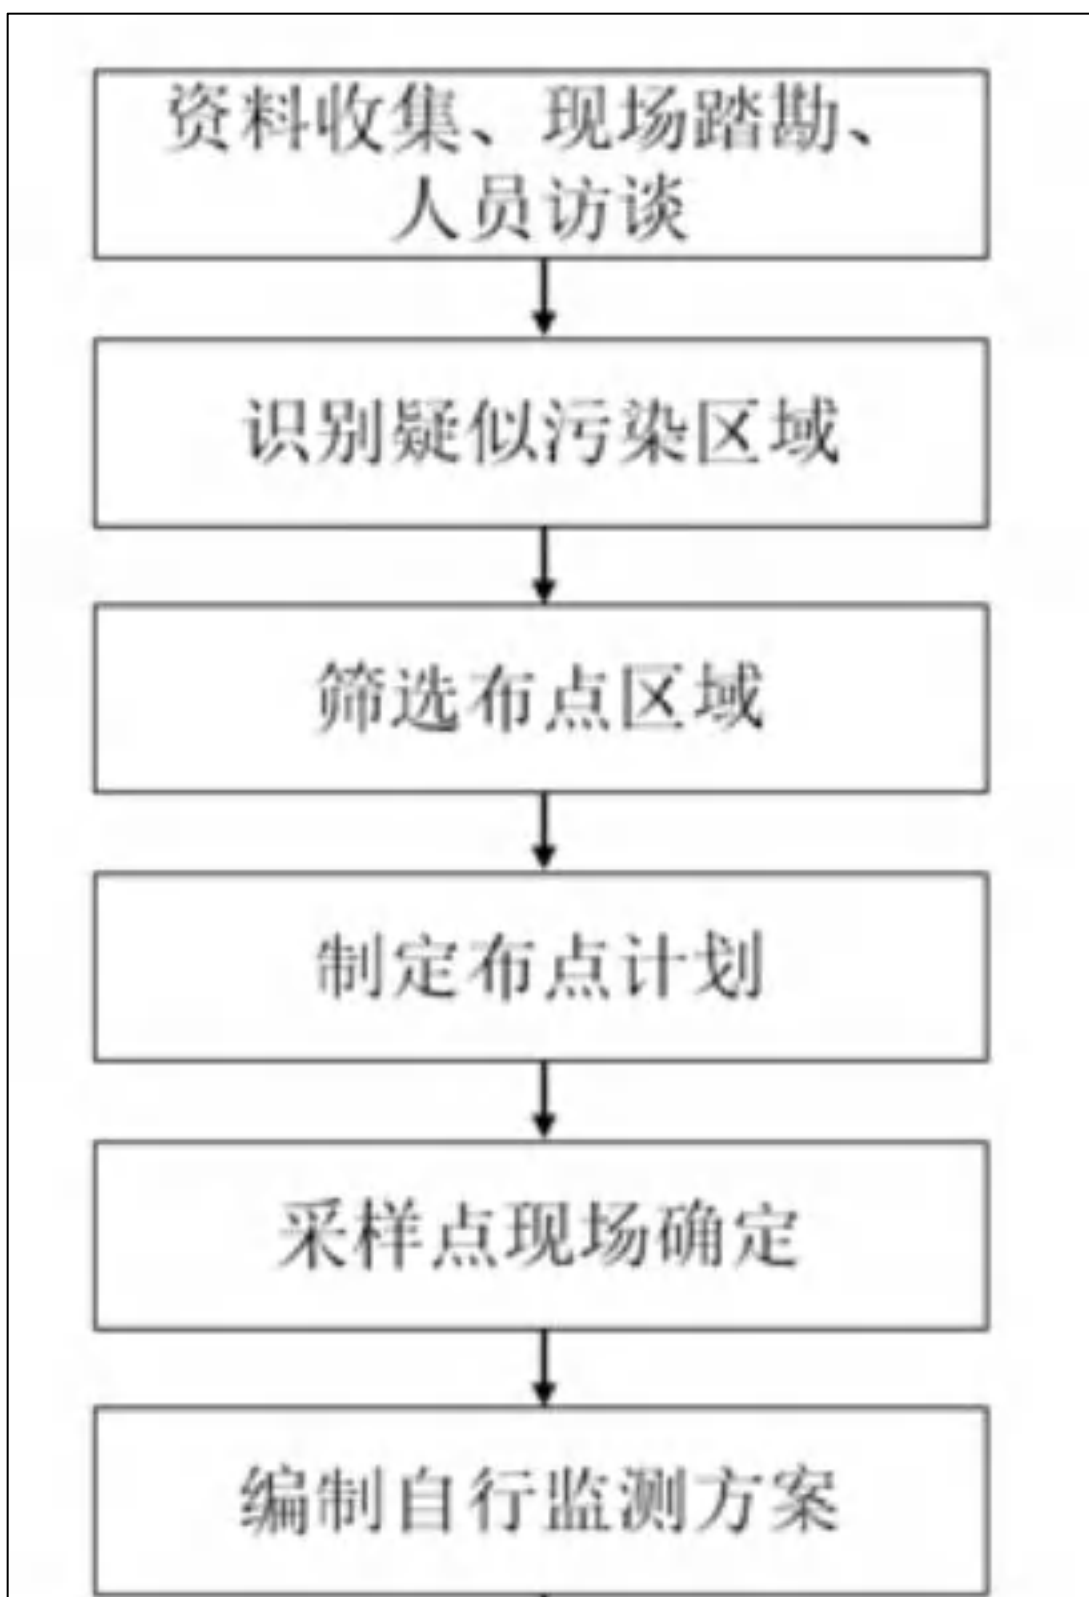 资料收集、现场踏勘、
人员访谈
识别疑似污染区域
筛选布点区域
制定布点计划
采样点现场确定
编制自行监测方案